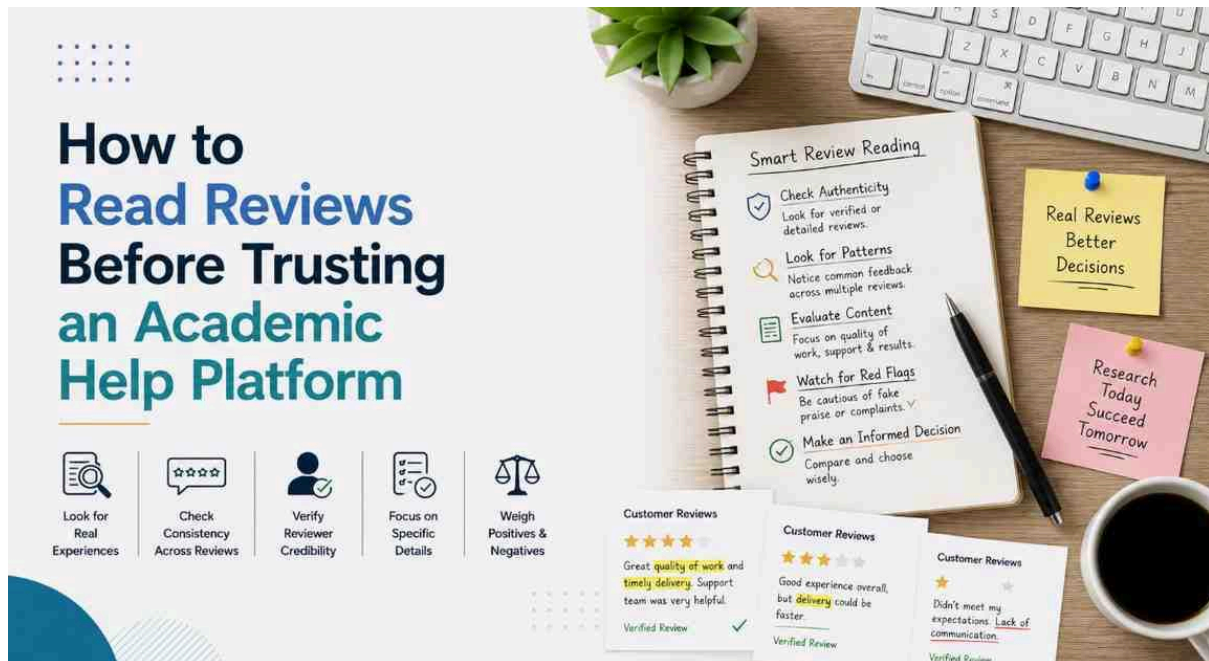 How to
Read Reviews
Before Trusting
an Academic
Help Platform
Look for
Real
Experiences
Check
Consistency
Across Reviews
Verify
Reviewer
Credibility
Focus on
Specific
Details
Weigh
Positives &
Negatives
Smart Review Reading
Check Authenticity
Look for verified or
detailed reviews.
Look for Patterns
Notice common feedback
across multiple reviews.
Evaluate Content
Focus on quality of
work, support & results.
Watch for Red Flags
Be cautious of fake
praise or complaints.
Make an Informed Decision
Compare and choose
wisely.
Real Reviews
Better
Decisions
Research
Today
Succeed
Tomorrow
Customer Reviews
Great quality of work and
timely delivery. Support
team was very helpful.
Verified Review
Customer Reviews
Good experience overall,
but delivery could be
faster.
Verified Review
Customer Reviews
Didn't meet my
expectations. Lack of
communication.
Verified Review
A S D F G H J
Z X C V B N M
control option command